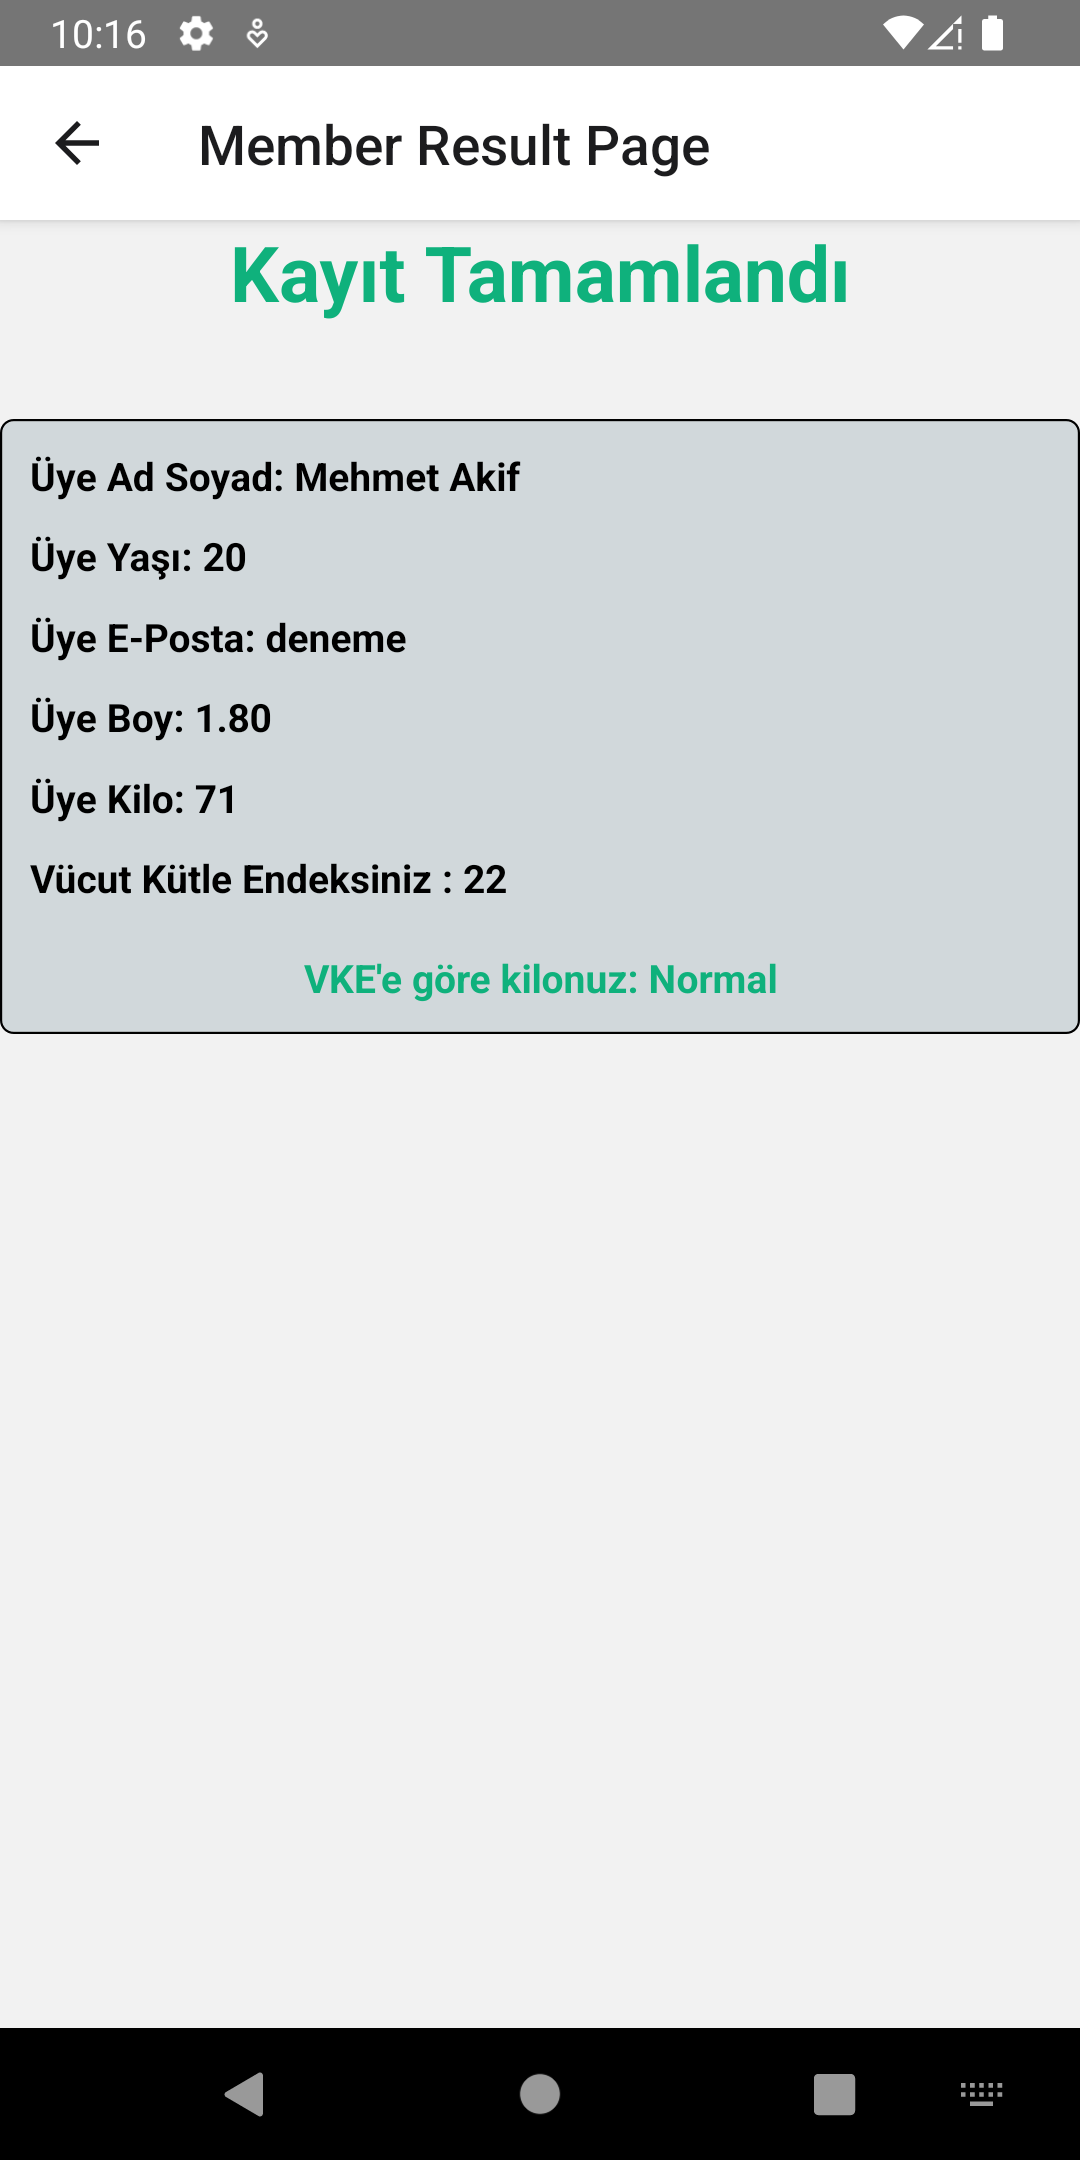 10:16
Member Result Page
Kayıt Tamamlandı
Üye Ad Soyad: Mehmet Akif
Üye Yaşı: 20
Üye E-Posta: deneme
Üye Boy: 1.80
Üye Kilo: 71
Vücut Kütle Endeksiniz : 22
VKE'e göre kilonuz: Normal